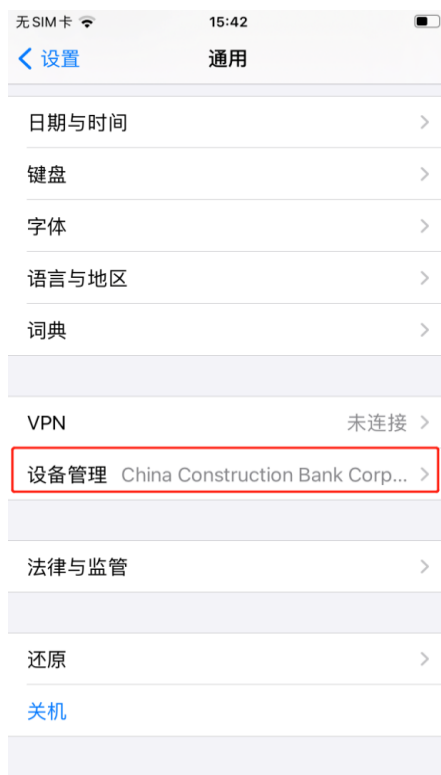 无SIM卡 15:42
设置 通用
日期与时间
键盘
字体
语言与地区
词典
VPN 未连接
设备管理 China Construction Bank Corp...
法律与监管
还原
关机